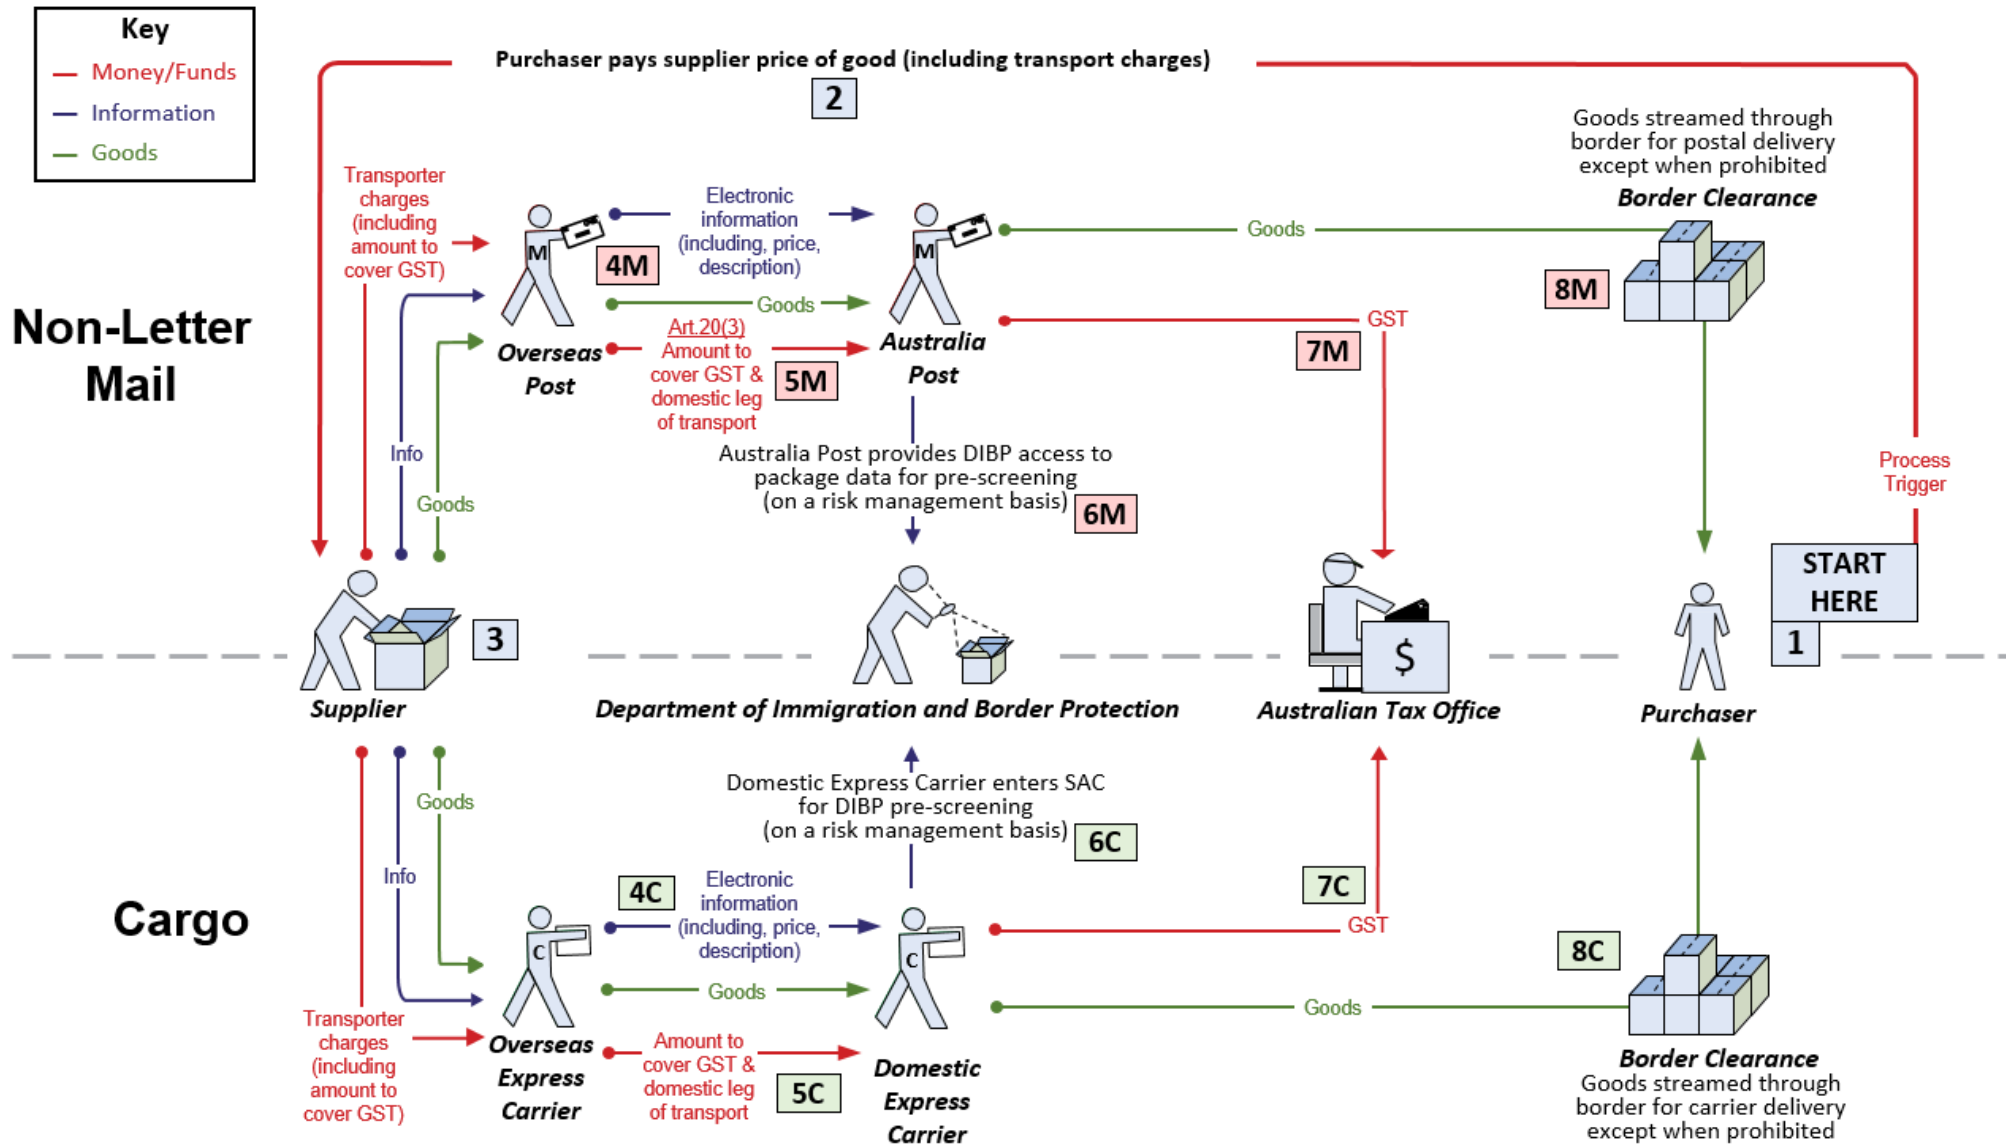 Key
Money/Funds
Information
Goods
Purchaser pays supplier price of good (including transport charges)
2
Goods streamed through
border for postal delivery
except when prohibited
Border Clearance
8M
Transporter
charges
(including
amount to
cover GST)
M
4M
Electronic
information
(including, price,
description)
M
Goods
Goods
Overseas
Post
Art.20(3)
Amount to
cover GST &
domestic leg
of transport
5M
Australia
Post
GST
7M
Non-Letter
Mail
Info
Goods
Australia Post provides DIBP access to
package data for pre-screening
(on a risk management basis)
6M
Process
Trigger
START
HERE
1
3
$
Supplier
Department of Immigration and Border Protection
Australian Tax Office
Purchaser
Goods
Info
Domestic Express Carrier enters SAC
for DIBP pre-screening
(on a risk management basis)
6C
Cargo
4C
Electronic
information
(including, price,
description)
7C
GST
8C
C
C
Goods
Goods
Transporter
charges
(including
amount to
cover GST)
Overseas
Express
Carrier
Amount to
cover GST &
domestic leg
of transport
5C
Domestic
Express
Carrier
Border Clearance
Goods streamed through
border for carrier delivery
except when prohibited